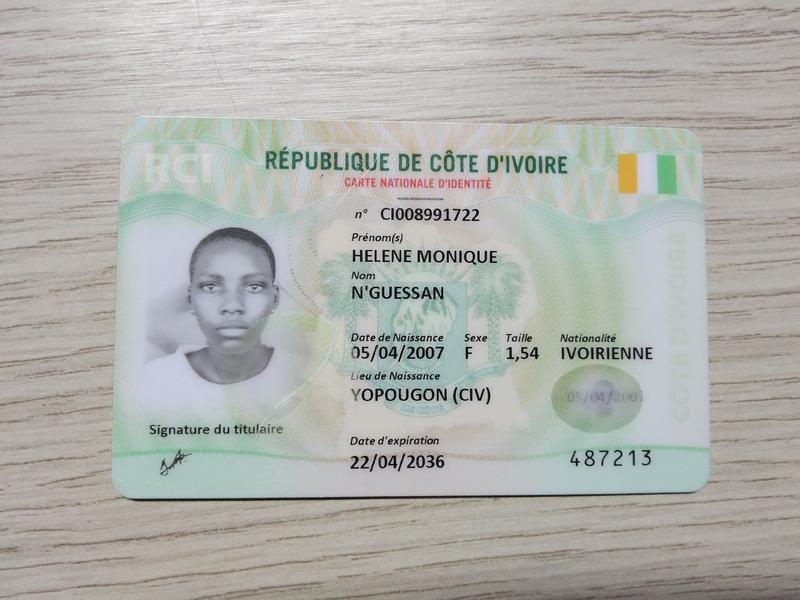 RCI
RÉPUBLIQUE DE CÔTE D'IVOIRE
CARTE NATIONALE D'IDENTITÉ
n° CI008991722
Prénom(s)
HELENE MONIQUE
Nom
N'GUESSAN
Date de Naissance Sexe Taille Nationalité
05/04/2007 F 1,54 IVOIRIENNE
Lieu de Naissance
YOPOUGON (CIV)
05/04/2007
Signature du titulaire
Date d'expiration
22/04/2036
487213
CÔTE D'IVOIRE